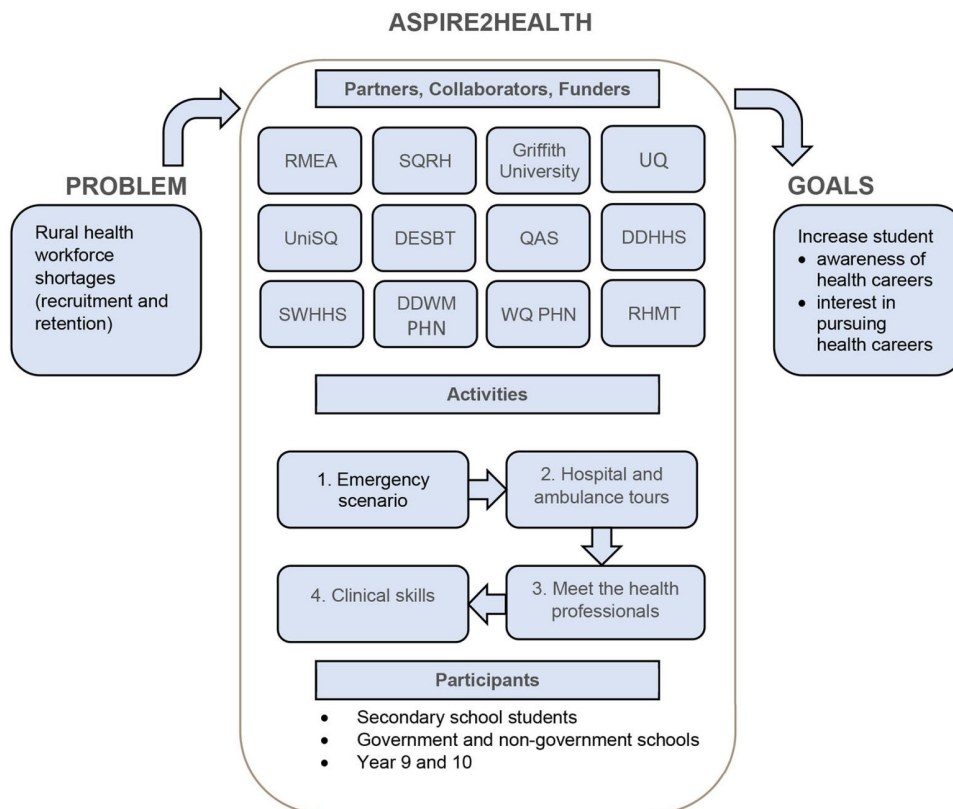 ASPIRE2HEALTH
Partners, Collaborators, Funders
RMEA
SQRH
Griffith
University
UQ
PROBLEM
GOALS
Rural health
workforce
shortages
(recruitment and
retention)
UniSQ
DESBT
QAS
DDHHS
Increase student
• awareness of
health careers
• interest in
pursuing
health careers
SWHHS
DDWM
PHN
WQ PHN
RHMT
Activities
1. Emergency
scenario
2. Hospital and
ambulance tours
3. Meet the health
professionals
4. Clinical skills
Participants
• Secondary school students
• Government and non-government schools
• Year 9 and 10